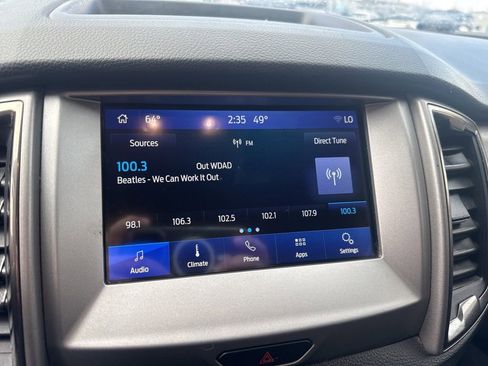 64° 2:35 49° LO
Sources FM Direct Tune
100.3 Out WDAD
Beatles - We Can Work It Out
98.1 106.3 102.5 102.1 107.9 100.3
Audio Climate Phone Apps Settings